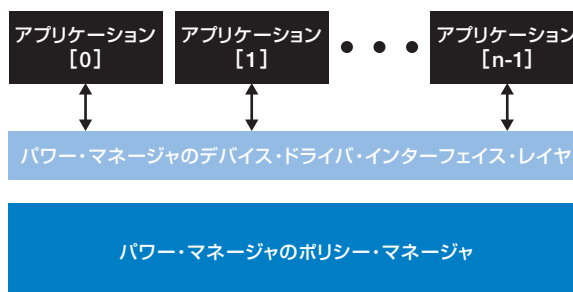 アプリケーション
[0]
アプリケーション
[1]
アプリケーション
[n-1]
パワー・マネージャのデバイス・ドライバ・インターフェイス・レイヤ
パワー・マネージャのポリシー・マネージャ